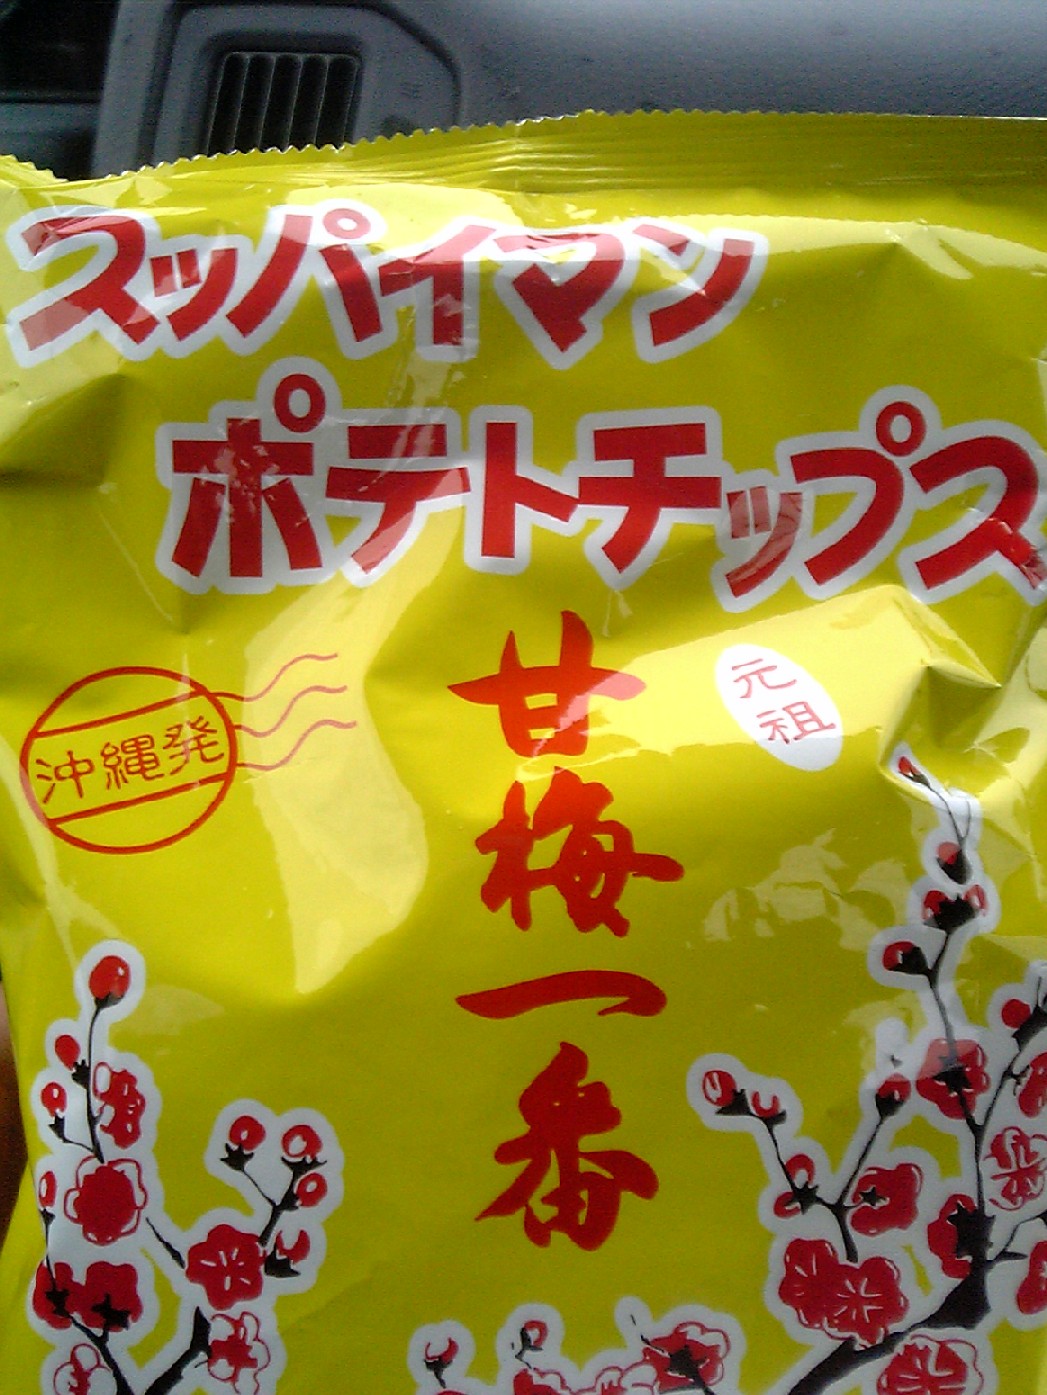 スッパイマン
ポテトチップス
甘梅一番
元祖
沖縄発